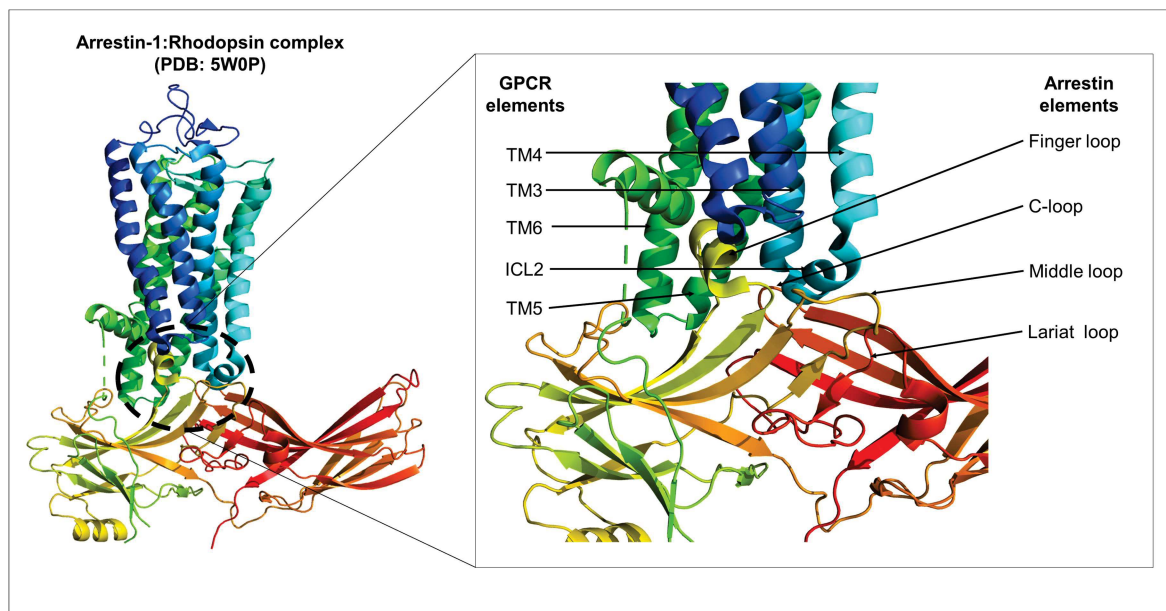 Arrestin-1:Rhodopsin complex
(PDB: 5W0P)
GPCR
elements
TM4
TM3
TM6
ICL2
TM5
Arrestin
elements
Finger loop
C-loop
Middle loop
Lariat loop